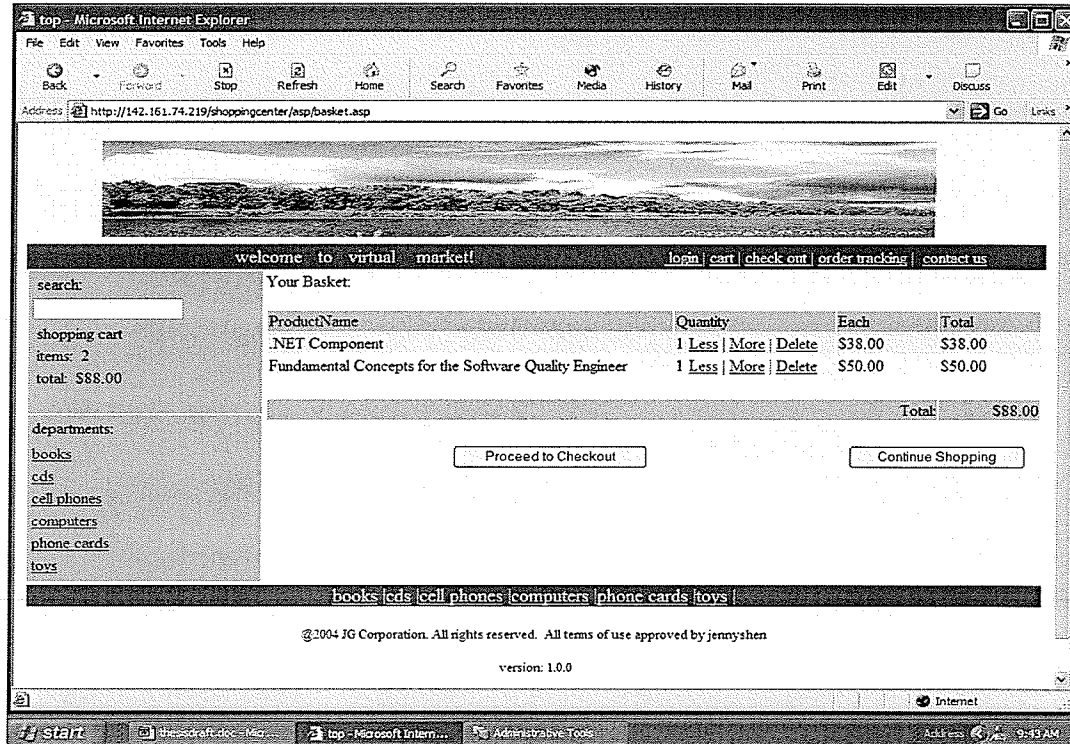 top - Microsoft Internet Explorer
File Edit View Favorites Tools Help
Back Forward Stop Refresh Home Search Favorites Media History Mail Print Edit Discuss
Address http://142.161.74.219/shoppingcenter/asp/basket.asp Go Links
welcome to virtual market! login | cart | check out | order tracking | contact us
search:
shopping cart
items: 2
total: $88.00
departments:
books
cds
cell phones
computers
phone cards
toys
Your Basket:
ProductName Quantity Each Total
.NET Component 1 Less | More | Delete $38.00 $38.00
Fundamental Concepts for the Software Quality Engineer 1 Less | More | Delete $50.00 $50.00
Total: $88.00
Proceed to Checkout Continue Shopping
books |cds |cell phones |computers |phone cards |toys |
@2004 JG Corporation. All rights reserved. All terms of use approved by jennyshen
version: 1.0.0
Internet
start thesisdraft.doc - Mic... top - Microsoft Intern... Administrative Tools Address 9:43 AM